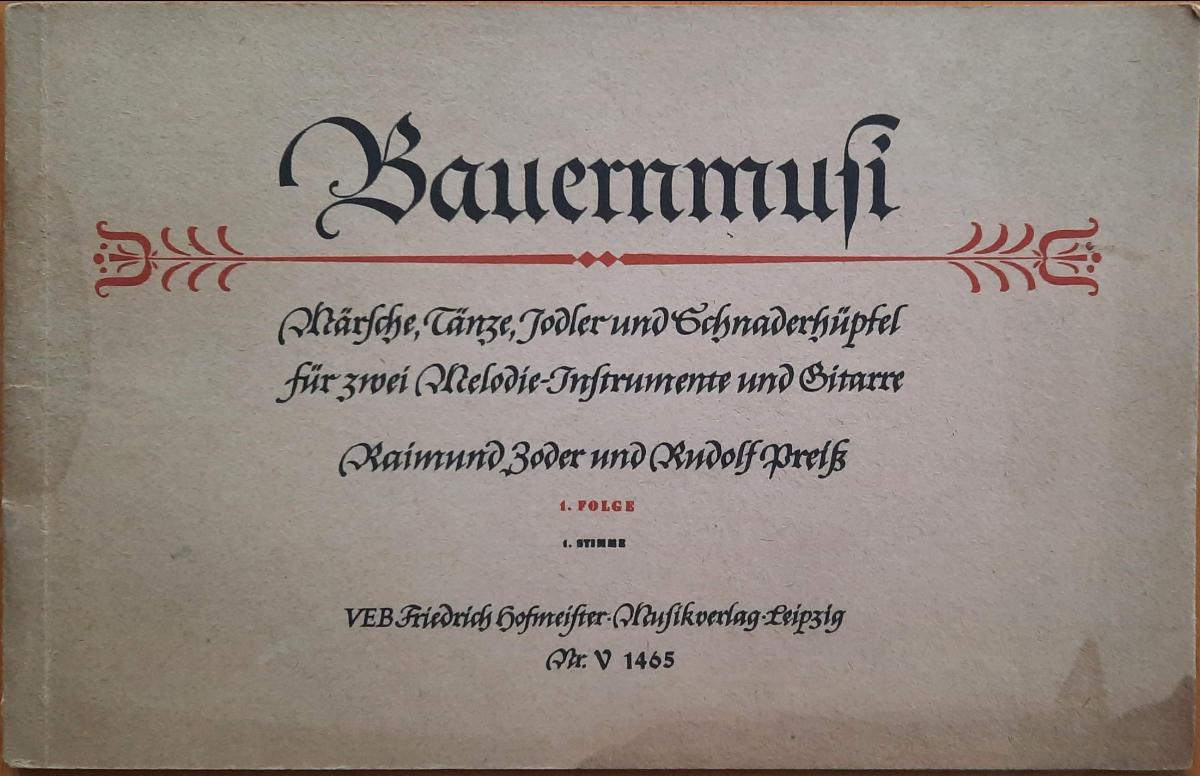 Bauernmusi
Märsche, Tänze, Jodler und Schnaderhüpfel
für zwei Melodie-Instrumente und Gitarre
Raimund Zoder und Rudolf Preiß
1. FOLGE
1. STIMME
VEB Friedrich Hofmeister · Musikverlag · Leipzig
Nr. V 1465